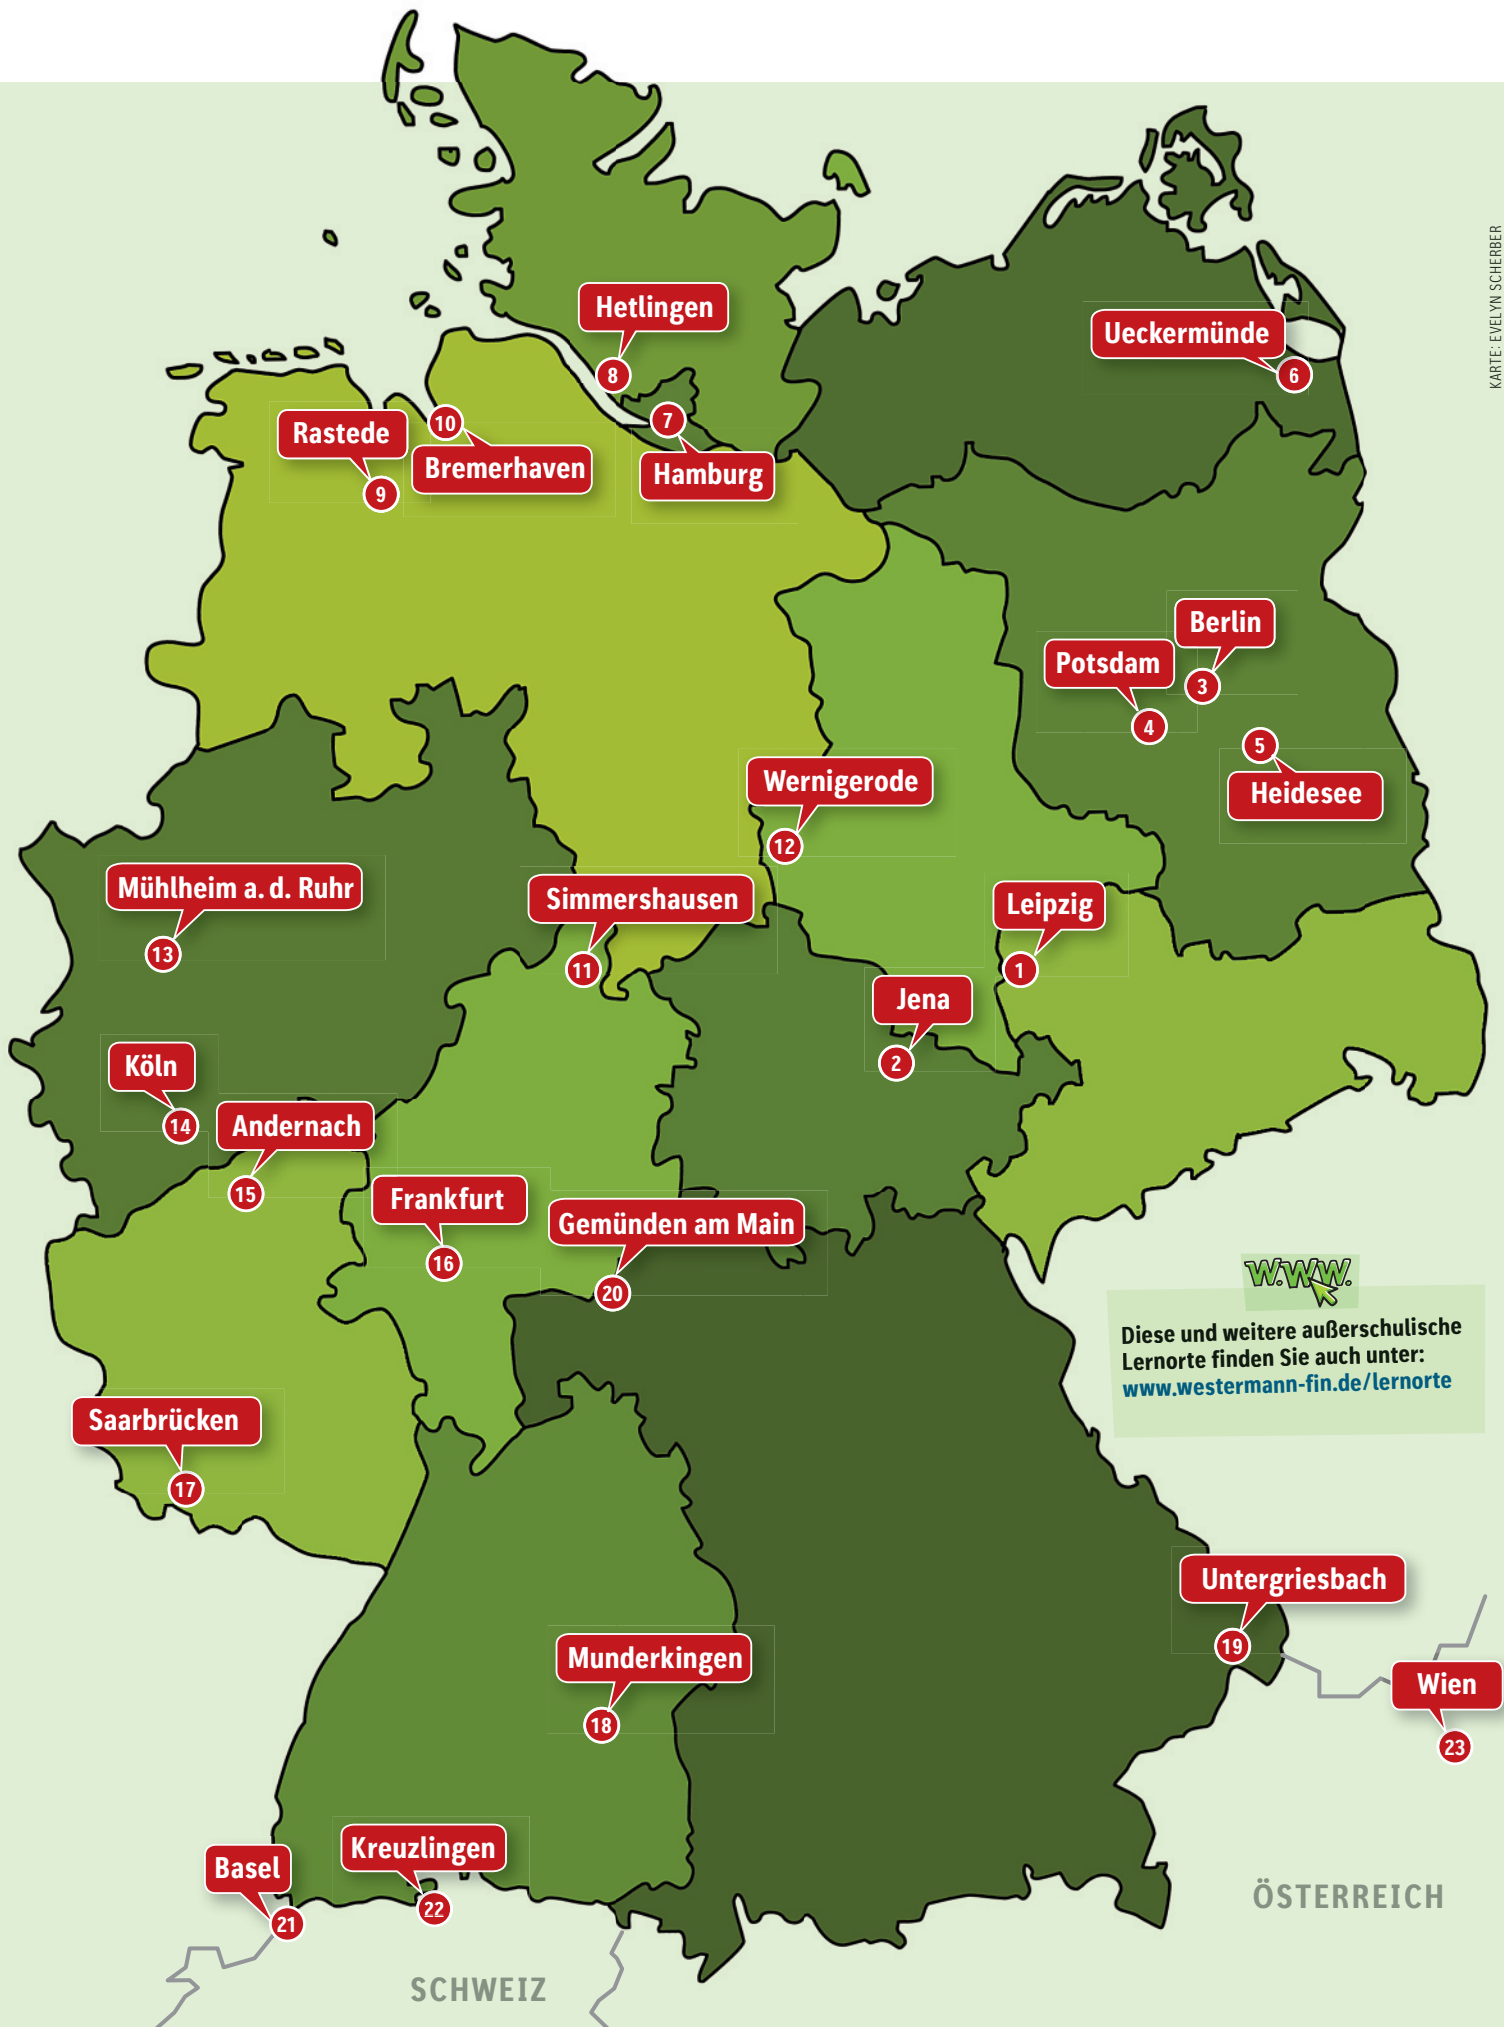 KARTE: EVELYN SCHERBER
Hetlingen
8
Ueckermünde
6
Rastede
9
10
Bremerhaven
7
Hamburg
Berlin
3
Potsdam
4
5
Heidesee
Wernigerode
12
Mühlheim a. d. Ruhr
13
Simmershausen
11
Leipzig
1
Jena
2
Köln
14
Andernach
15
Frankfurt
16
Gemünden am Main
20
W.W.W.
Diese und weitere außerschulische
Lernorte finden Sie auch unter:
www.westermann-fin.de/lernorte
Saarbrücken
17
Untergriesbach
19
Munderkingen
18
Wien
23
Kreuzlingen
22
Basel
21
ÖSTERREICH
SCHWEIZ